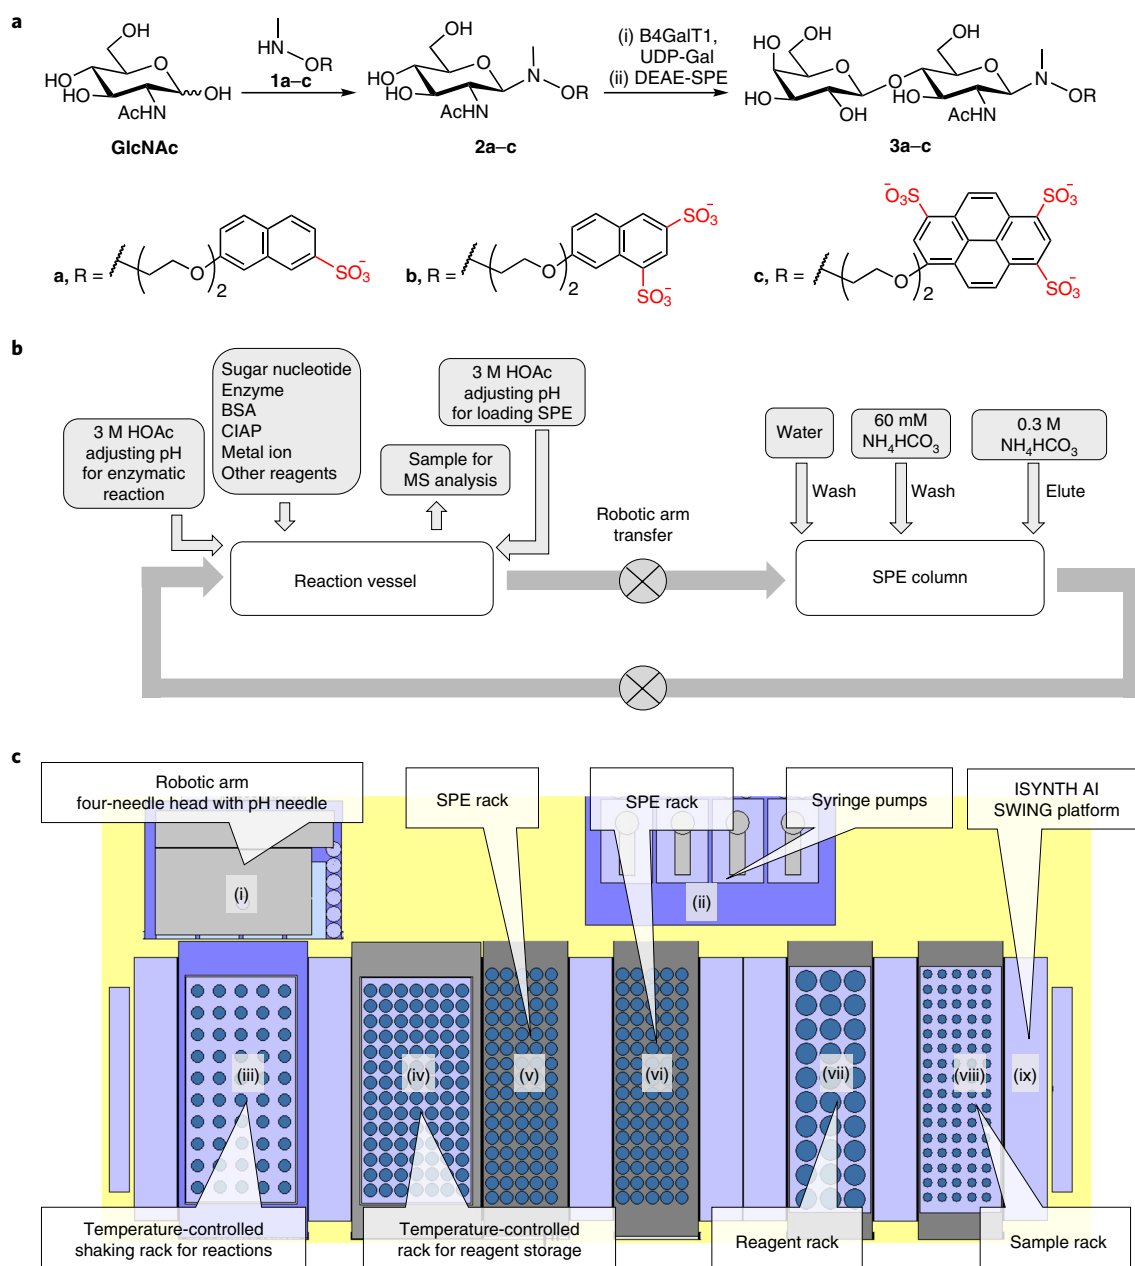 a
OH
HO
HO
O
OH
AcHN
GlcNAc
HN
OR
1a–c
OH
HO
HO
O
N
OR
AcHN
2a–c
(i) B4GalT1,
UDP-Gal
(ii) DEAE-SPE
HO
OH
O
HO
OH
O
OH
O
HO
N
OR
AcHN
3a–c
a, R =
O
2
SO3−
b, R =
O
2
SO3−
SO3−
c, R =
O
2
−O3S
SO3−
SO3−
b
3 M HOAc
adjusting pH
for enzymatic
reaction
Sugar nucleotide
Enzyme
BSA
CIAP
Metal ion
Other reagents
Sample for
MS analysis
3 M HOAc
adjusting pH
for loading SPE
Water
60 mM
NH4HCO3
0.3 M
NH4HCO3
Wash
Wash
Elute
Robotic arm
transfer
Reaction vessel
SPE column
c
Robotic arm
four-needle head with pH needle
SPE rack
SPE rack
Syringe pumps
ISYNTH AI
SWING platform
(i)
(ii)
(iii)
(iv)
(v)
(vi)
(vii)
(viii)
(ix)
Temperature-controlled
shaking rack for reactions
Temperature-controlled
rack for reagent storage
Reagent rack
Sample rack